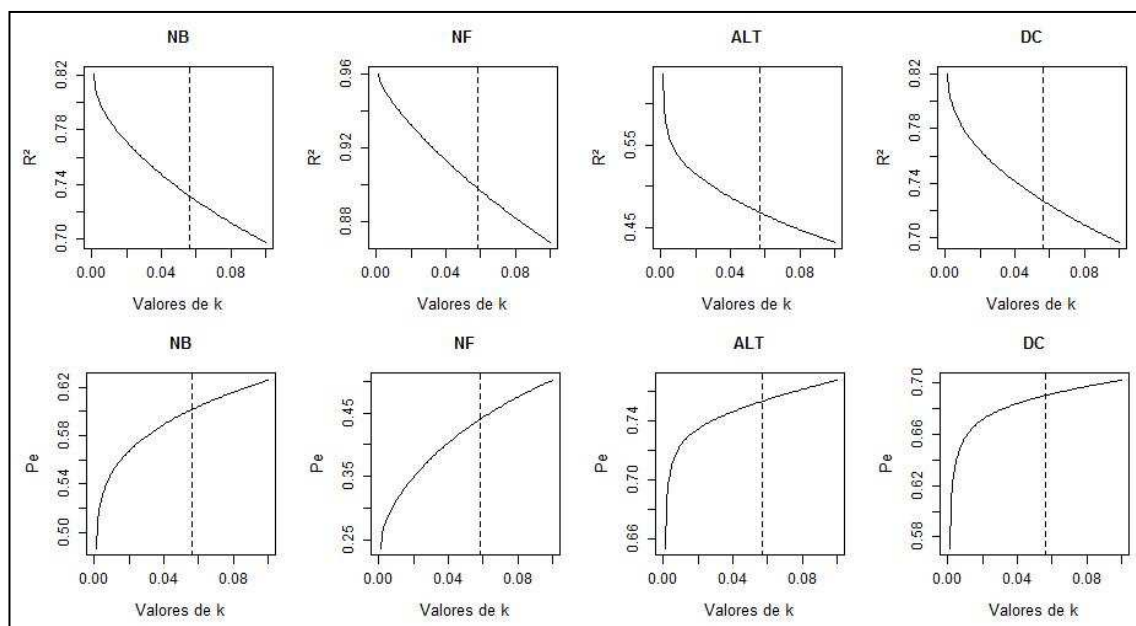 NB NF ALT DC
R² 0.70 0.74 0.78 0.82
R² 0.88 0.92 0.96
R² 0.45 0.55
R² 0.70 0.74 0.78 0.82
0.00 0.04 0.08 0.00 0.04 0.08 0.00 0.04 0.08 0.00 0.04 0.08
Valores de k Valores de k Valores de k Valores de k
NB NF ALT DC
Pe 0.50 0.54 0.58 0.62
Pe 0.25 0.35 0.45
Pe 0.66 0.70 0.74
Pe 0.58 0.62 0.66 0.70
0.00 0.04 0.08 0.00 0.04 0.08 0.00 0.04 0.08 0.00 0.04 0.08
Valores de k Valores de k Valores de k Valores de k